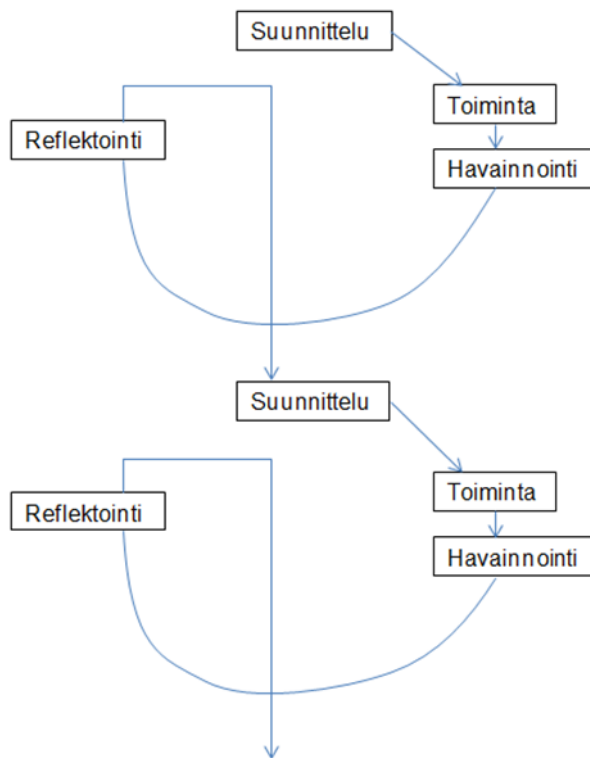 Suunnittelu
Toiminta
Reflektointi
Havainnointi
Suunnittelu
Toiminta
Reflektointi
Havainnointi